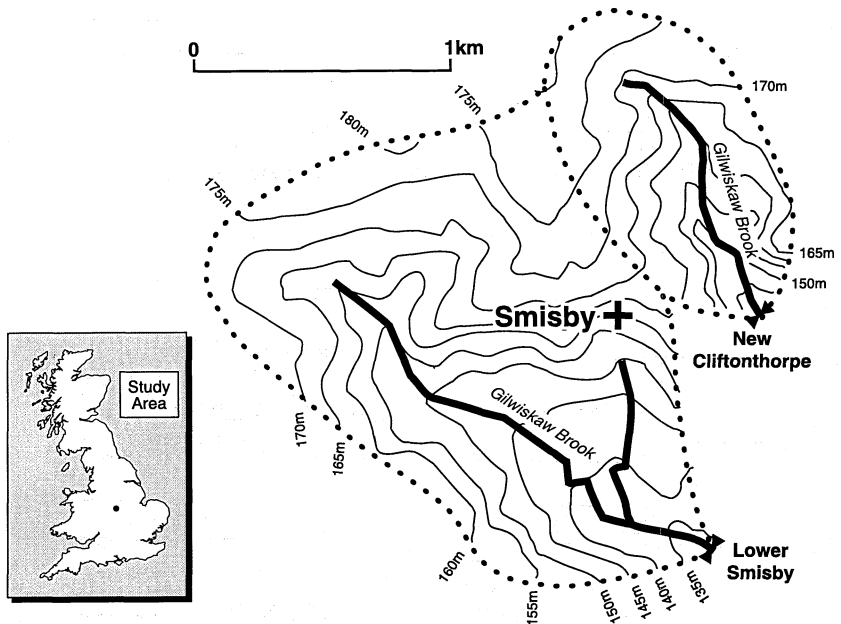 0
1km
170m
175m
180m
Gilwiskaw Brook
175m
165m
150m
Smisby
New
Cliftonthorpe
Study
Area
Gilwiskaw Brook
170m
165m
160m
Lower
Smisby
155m
150m
145m
140m
135m